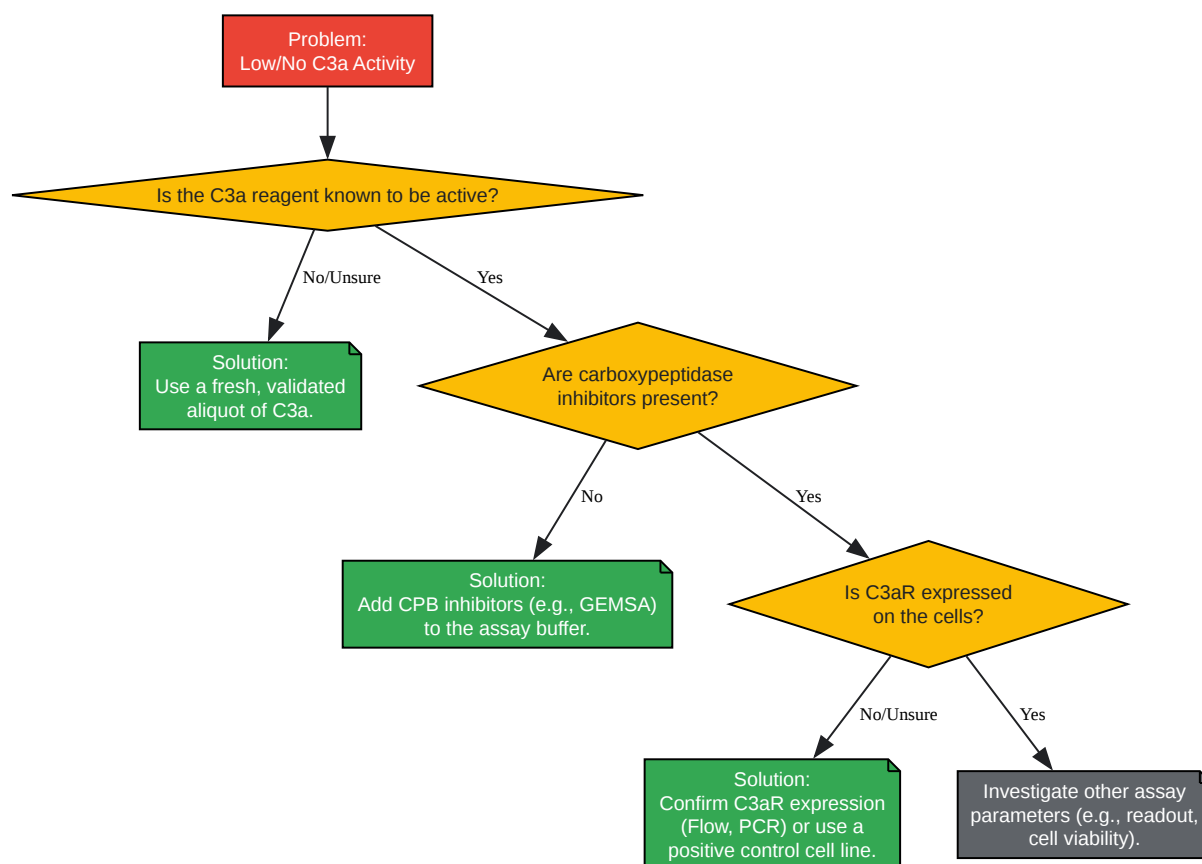 Problem:
Low/No C3a Activity
Is the C3a reagent known to be active?
No/Unsure
Yes
Solution:
Use a fresh, validated
aliquot of C3a.
Are carboxypeptidase
inhibitors present?
No
Yes
Solution:
Add CPB inhibitors (e.g., GEMSA)
to the assay buffer.
Is C3aR expressed
on the cells?
No/Unsure
Yes
Solution:
Confirm C3aR expression
(Flow, PCR) or use a
positive control cell line.
Investigate other assay
parameters (e.g., readout,
cell viability).